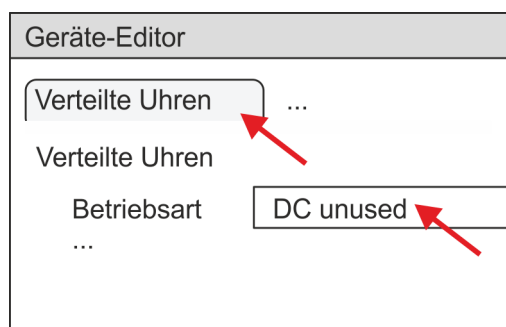 Geräte-Editor
Verteilte Uhren ...
Verteilte Uhren
Betriebsart DC unused
...